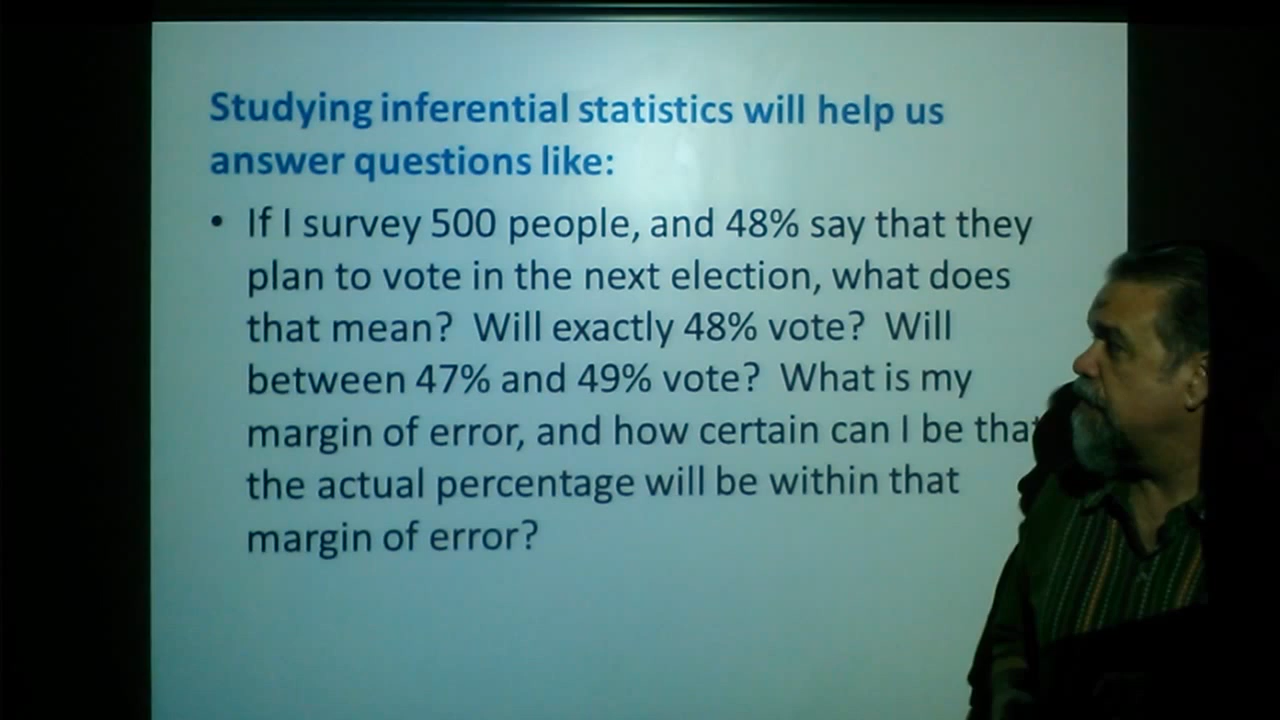 Studying inferential statistics will help us
answer questions like:
• If I survey 500 people, and 48% say that they
plan to vote in the next election, what does
that mean? Will exactly 48% vote? Will
between 47% and 49% vote? What is my
margin of error, and how certain can I be that
the actual percentage will be within that
margin of error?